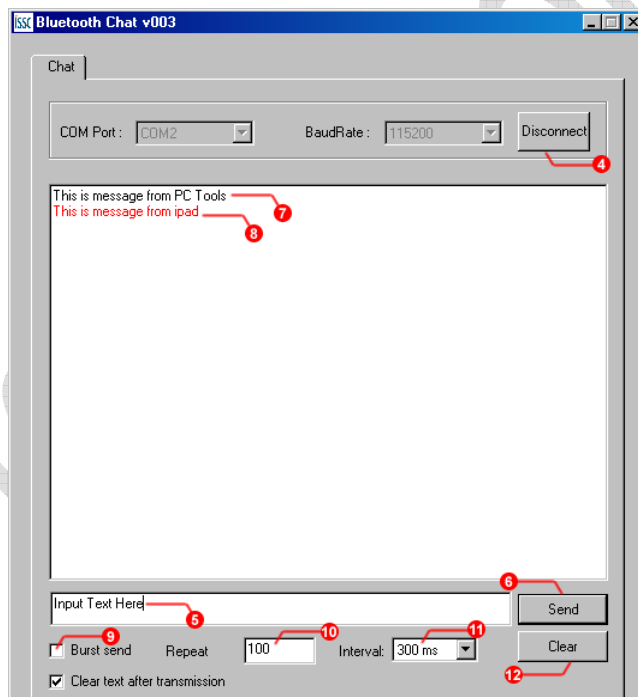 ISSC Bluetooth Chat v003
Chat
COM Port : COM2 BaudRate : 115200 Disconnect
4
This is message from PC Tools
7
This is message from ipad
8
6
Input Text Here
5
Send
9 10 11
Burst send Repeat 100 Interval: 300 ms Clear
12
Clear text after transmission